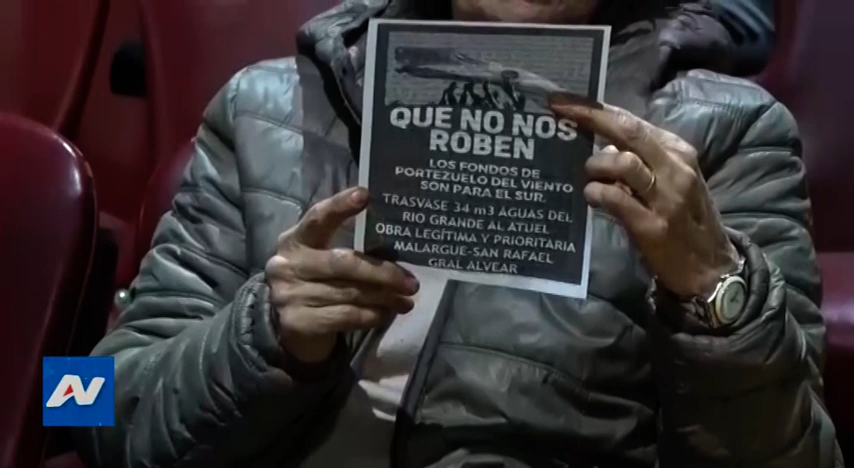 QUE NO NOS
ROBEN
LOS FONDOS DE
PORTEZUELO DEL VIENTO
SON PARA EL SUR.
TRASVASE 34 m3 AGUAS DEL
RIO GRANDE AL ATUEL
OBRA LEGÍTIMA Y PRIORITARIA
MALARGUE-SAN RAFAEL
GRAL ALVEAR
AV